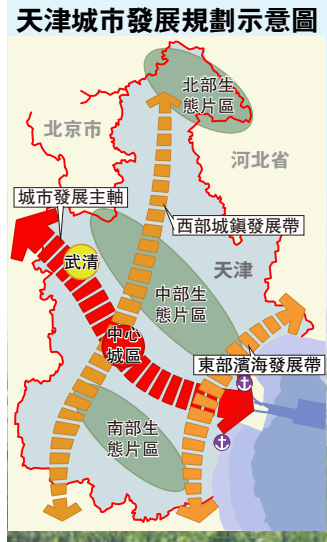 天津城市發展規劃示意圖
北部生
態片區
北京市
河北省
城市發展主軸
西部城鎮發展帶
武清
天津
中部生
態片區
中心
城區
東部濱海發展帶
南部生
態片區